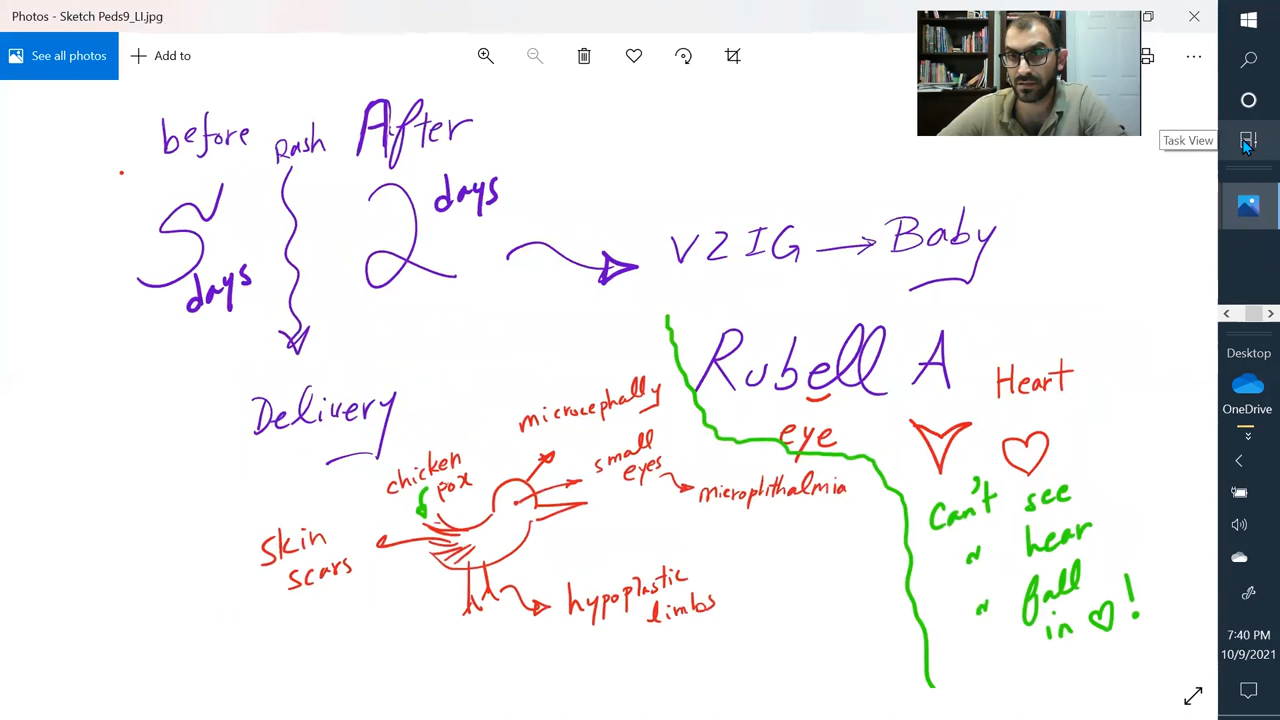 Photos - Sketch Peds9_LI.jpg
See all photos
Add to
Task View
before Rash After
5 days
2 days
VZIG → Baby
Delivery
Rubell A
Heart
eye
microcephally
small eyes
microphithalmia
chicken pox
skin scars
hypoplastic limbs
can't see
" hear
" fall in ♡!
Desktop
OneDrive
7:40 PM
10/9/2021